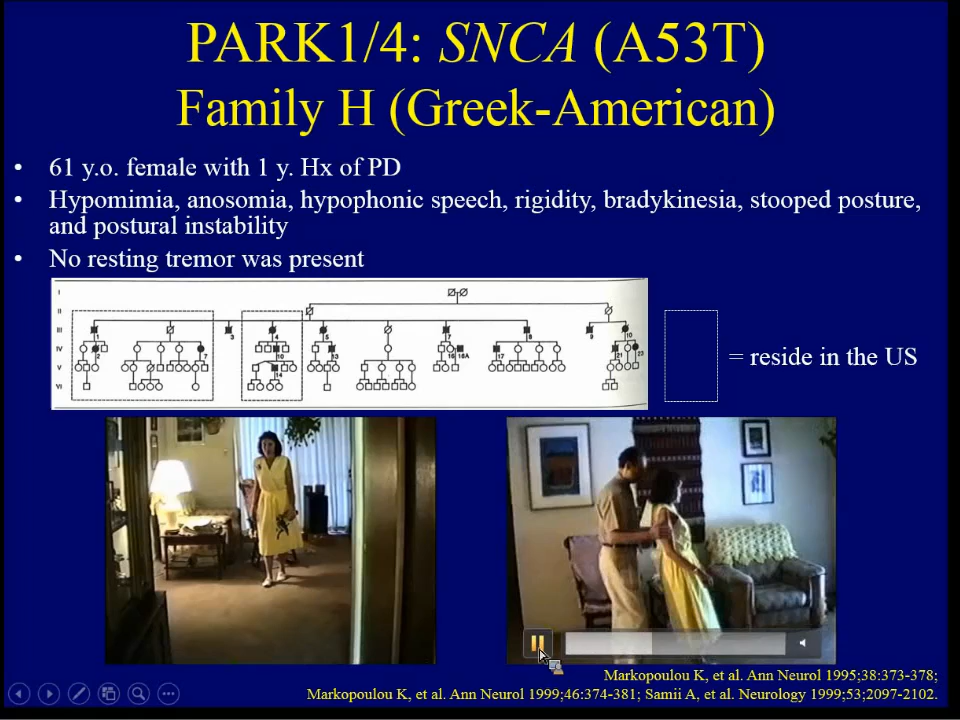 PARK1/4: SNCA (A53T)
Family H (Greek-American)
• 61 y.o. female with 1 y. Hx of PD
• Hypomimia, anosomia, hypophonic speech, rigidity, bradykinesia, stooped posture,
and postural instability
• No resting tremor was present
= reside in the US
Markopoulou K, et al. Ann Neurol 1995;38:373-378;
Markopoulou K, et al. Ann Neurol 1999;46:374-381; Samii A, et al. Neurology 1999;53;2097-2102.